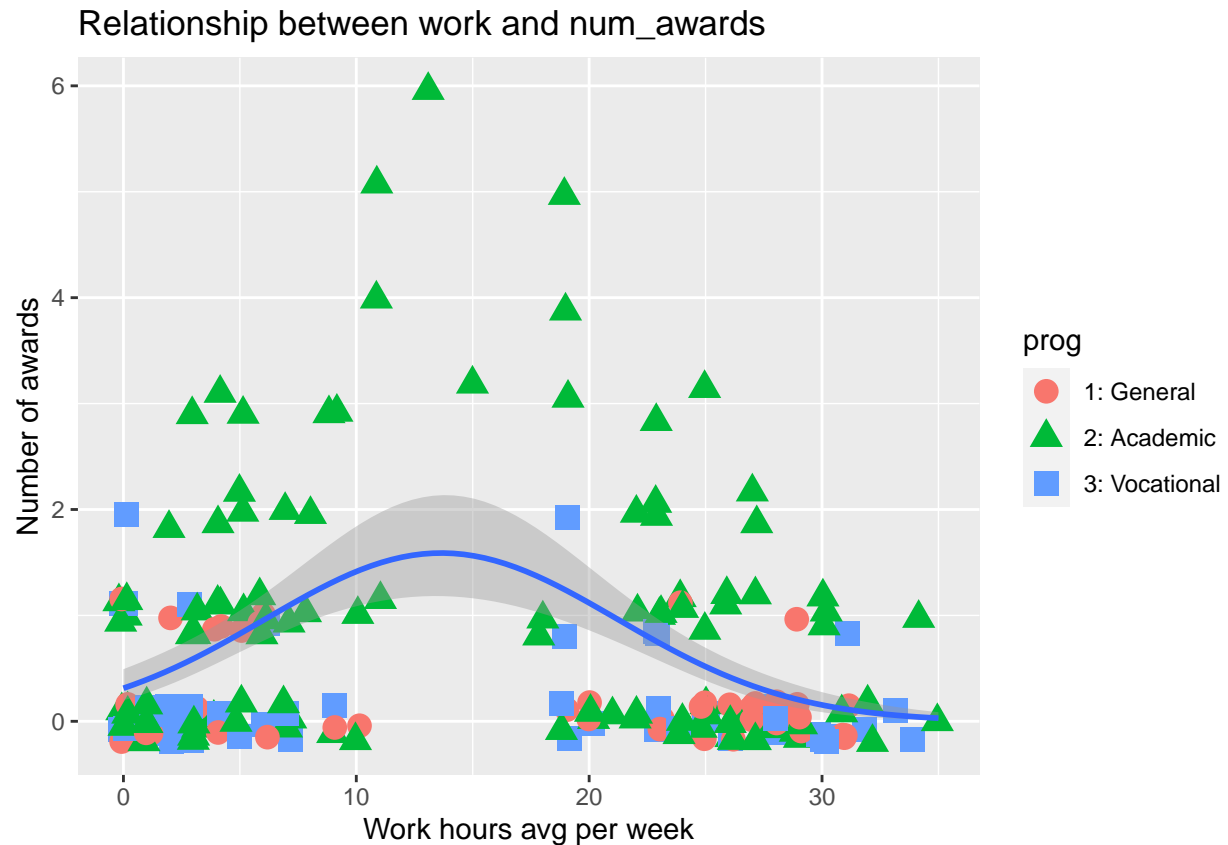 Relationship between work and num_awards
6
4
2
0
Number of awards
0 10 20 30
Work hours avg per week
prog
1: General
2: Academic
3: Vocational